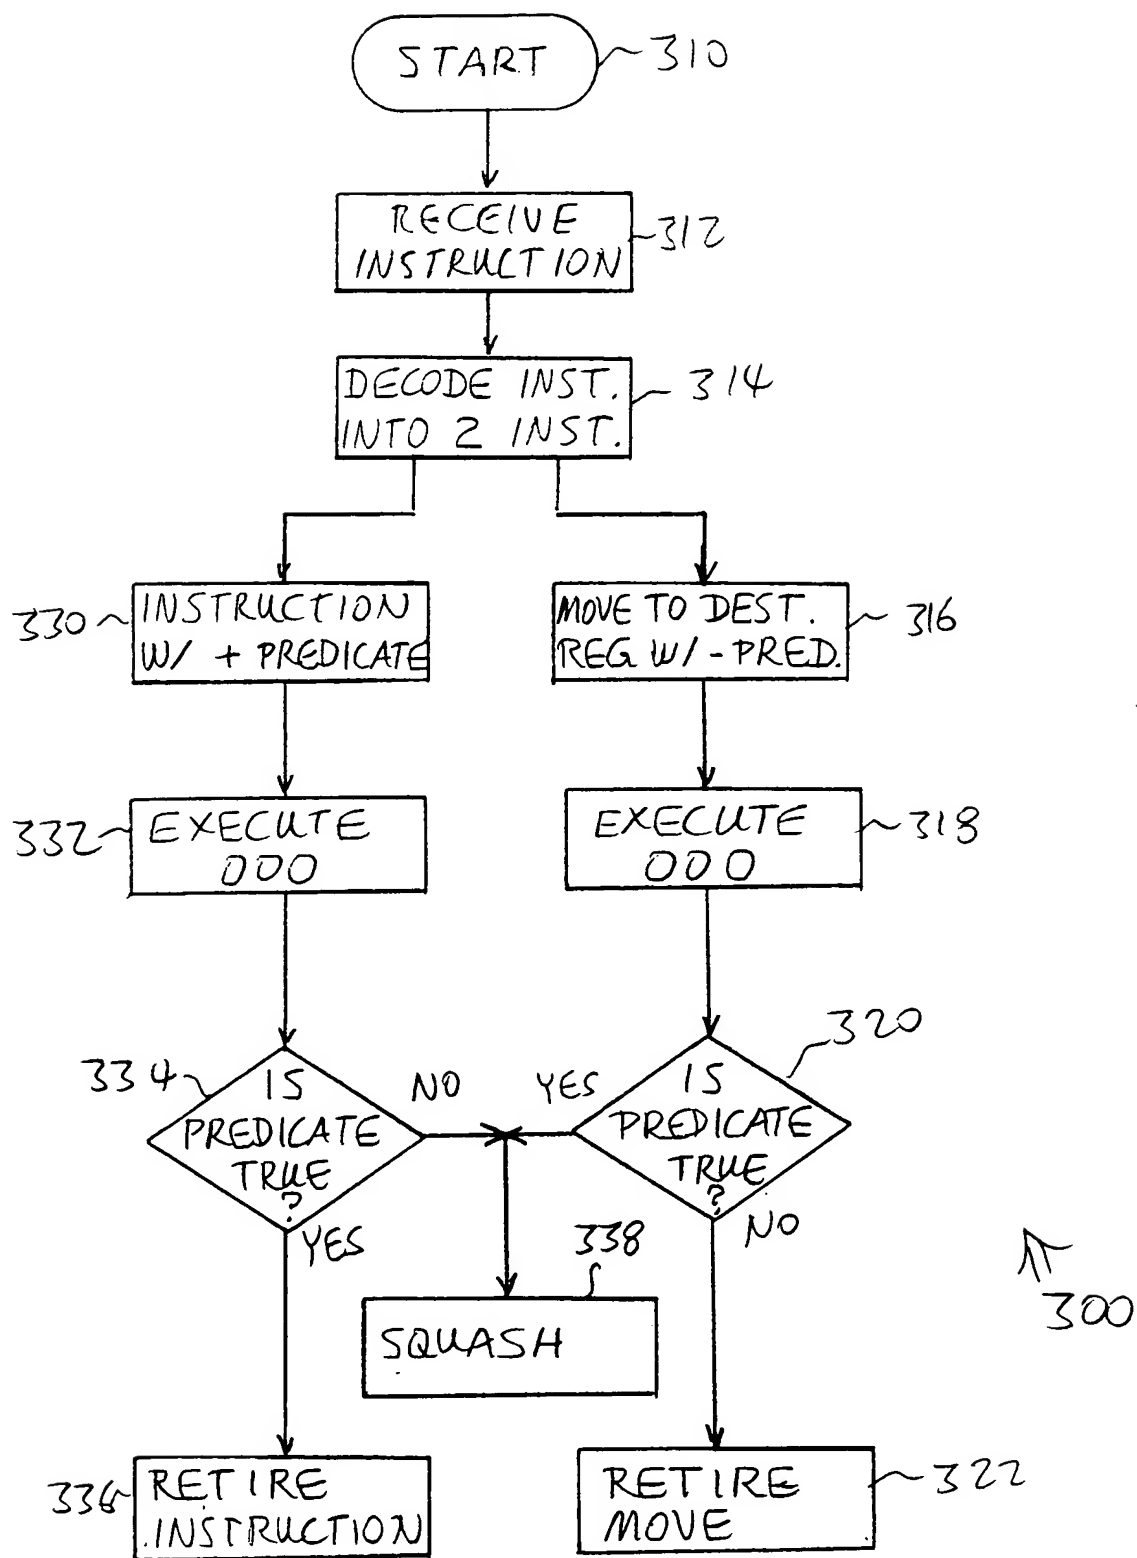 START 310
RECEIVE
INSTRUCTION 312
DECODE INST.
INTO 2 INST. 314
330 INSTRUCTION
W/ + PREDICATE
MOVE TO DEST.
REG W/ - PRED. 316
332 EXECUTE
OOO
EXECUTE
OOO 318
334 IS
PREDICATE
TRUE
?
NO
YES
YES
IS
PREDICATE
TRUE
?
320
NO
338
SQUASH
300
336 RETIRE
INSTRUCTION
RETIRE
MOVE 322